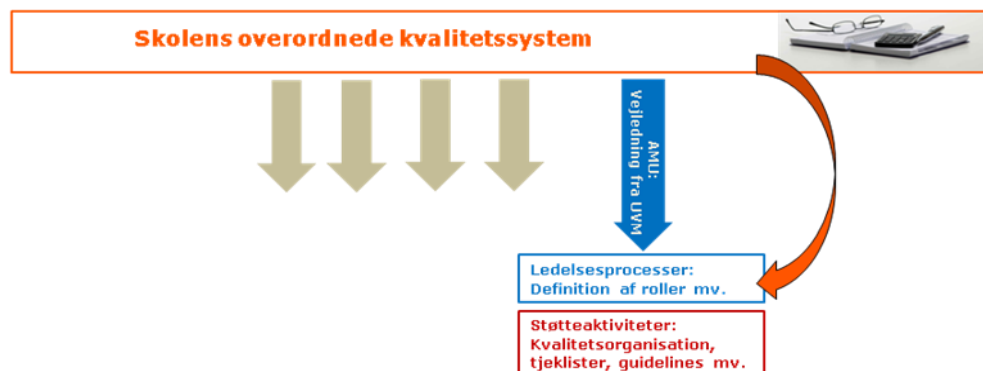 Skolens overordnede kvalitetssystem
AMU:
Vejledning fra UVM
Ledelsesprocesser:
Definition af roller mv.
Støtteaktiviteter:
Kvalitetsorganisation,
tjeklister, guidelines mv.